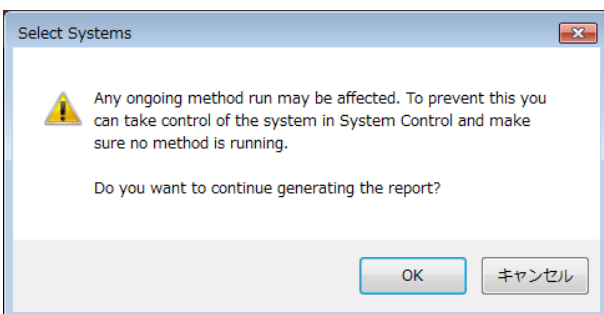 Select Systems
Any ongoing method run may be affected. To prevent this you
can take control of the system in System Control and make
sure no method is running.
Do you want to continue generating the report?
OK
キャンセル